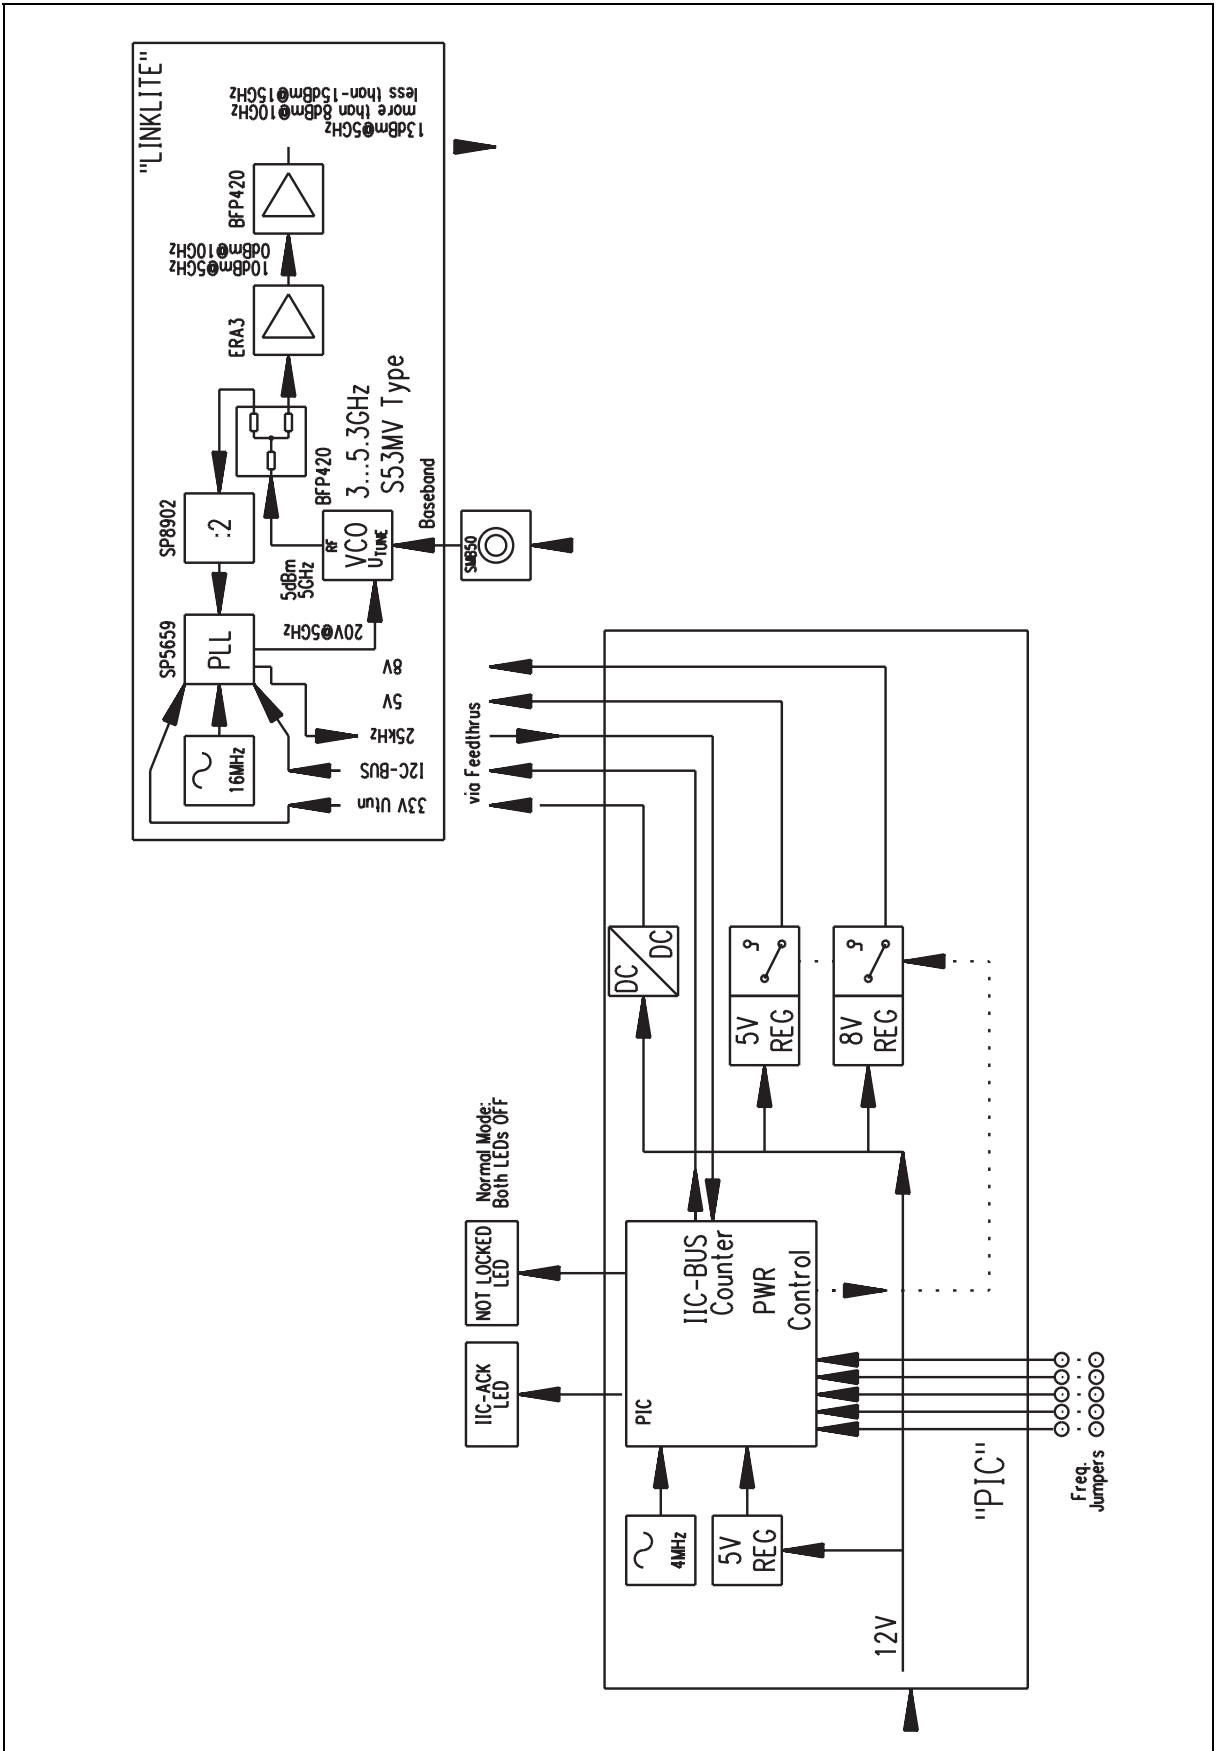 "LINKLITE"
13dBm@5GHz
more than 8dBm@10GHz
less than-15dBm@15GHz
BFP420
10dBm@5GHz
0dBm@10GHz
ERA3
SP8902
:2
BFP420
3...5.3GHz
S53MV Type
RF
VCO
UTUNE
5dBm
5GHz
Baseband
SMB50
SP5659
PLL
20V@5GHz
16MHz
8V
5V
25kHz
I2C-BUS
33V Utun
via Feedthrus
DC
DC
5V
REG
8V
REG
Normal Mode:
Both LEDs OFF
NOT LOCKED
LED
IIC-ACK
LED
PIC
IIC-BUS
Counter
PWR
Control
4MHz
5V
REG
12V
"PIC"
Freq.
Jumpers